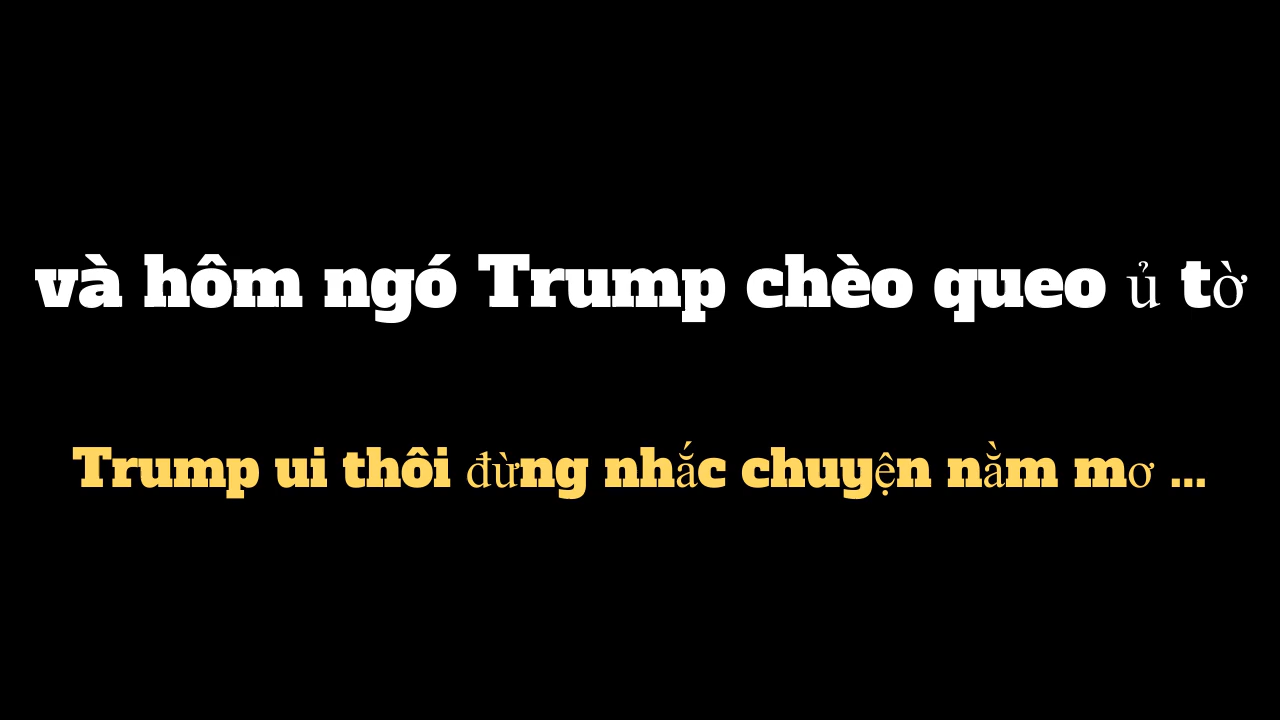 và hôm ngó Trump chèo queo ủ tờ
Trump ui thôi đừng nhắc chuyện nằm mơ ...